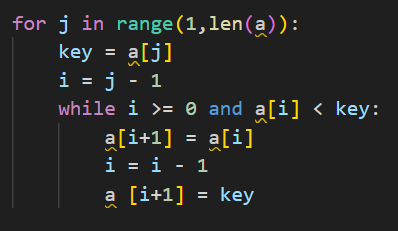 for j in range(1,len(a)):
    key = a[j]
    i = j - 1
    while i >= 0 and a[i] < key:
        a[i+1] = a[i]
        i = i - 1
        a [i+1] = key